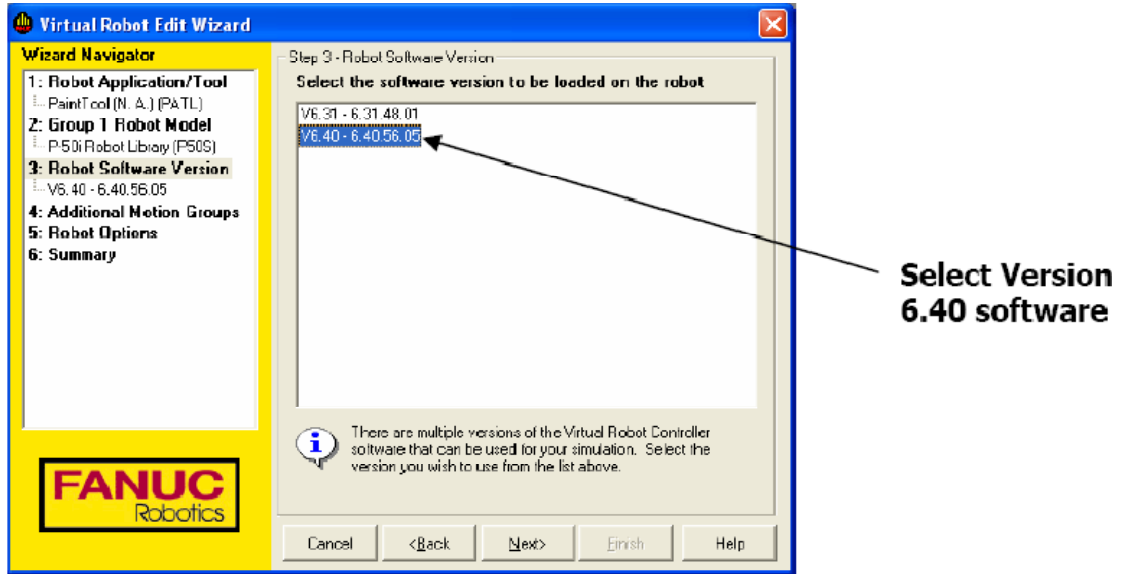 Virtual Robot Edit Wizard
Wizard Navigator
1: Robot Application/Tool
PaintTool (N. A.) (PATL)
2: Group 1 Robot Model
P-50i Robot Library (P50S)
3: Robot Software Version
V6.40 - 6.40.56.05
4: Additional Motion Groups
5: Robot Options
6: Summary
FANUC
Robotics
Step 3 - Robot Software Version
Select the software version to be loaded on the robot
V6.31 - 6.31.48.01
V6.40 - 6.40.56.05
There are multiple versions of the Virtual Robot Controller
software that can be used for your simulation. Select the
version you wish to use from the list above.
Cancel
<Back
Next>
Finish
Help
Select Version
6.40 software